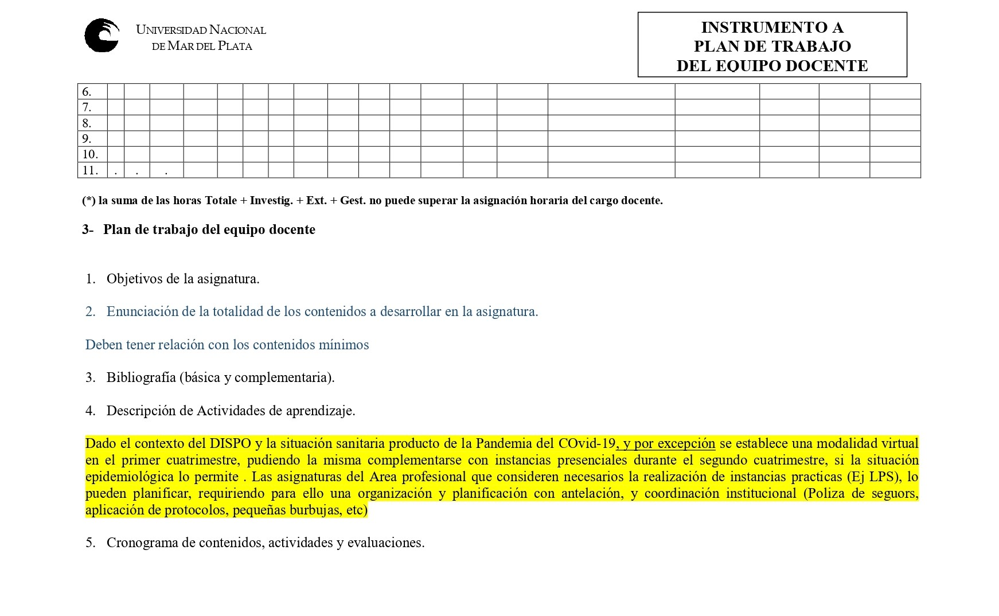 UNIVERSIDAD NACIONAL
DE MAR DEL PLATA
INSTRUMENTO A
PLAN DE TRABAJO
DEL EQUIPO DOCENTE
6.
7.
8.
9.
10.
11. . . .
(*) la suma de las horas Totale + Investig. + Ext. + Gest. no puede superar la asignación horaria del cargo docente.
3- Plan de trabajo del equipo docente
1. Objetivos de la asignatura.
2. Enunciación de la totalidad de los contenidos a desarrollar en la asignatura.
Deben tener relación con los contenidos mínimos
3. Bibliografía (básica y complementaria).
4. Descripción de Actividades de aprendizaje.
Dado el contexto del DISPO y la situación sanitaria producto de la Pandemia del COvid-19, y por excepción se establece una modalidad virtual
en el primer cuatrimestre, pudiendo la misma complementarse con instancias presenciales durante el segundo cuatrimestre, si la situación
epidemiológica lo permite . Las asignaturas del Area profesional que consideren necesarios la realización de instancias practicas (Ej LPS), lo
pueden planificar, requiriendo para ello una organización y planificación con antelación, y coordinación institucional (Poliza de seguors,
aplicación de protocolos, pequeñas burbujas, etc)
5. Cronograma de contenidos, actividades y evaluaciones.